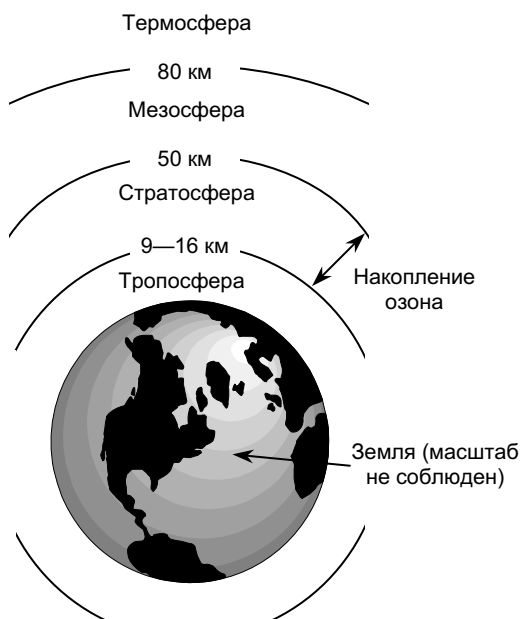 Термосфера
80 км
Мезосфера
50 км
Стратосфера
9—16 км
Тропосфера
Накопление
озона
Земля (масштаб
не соблюден)